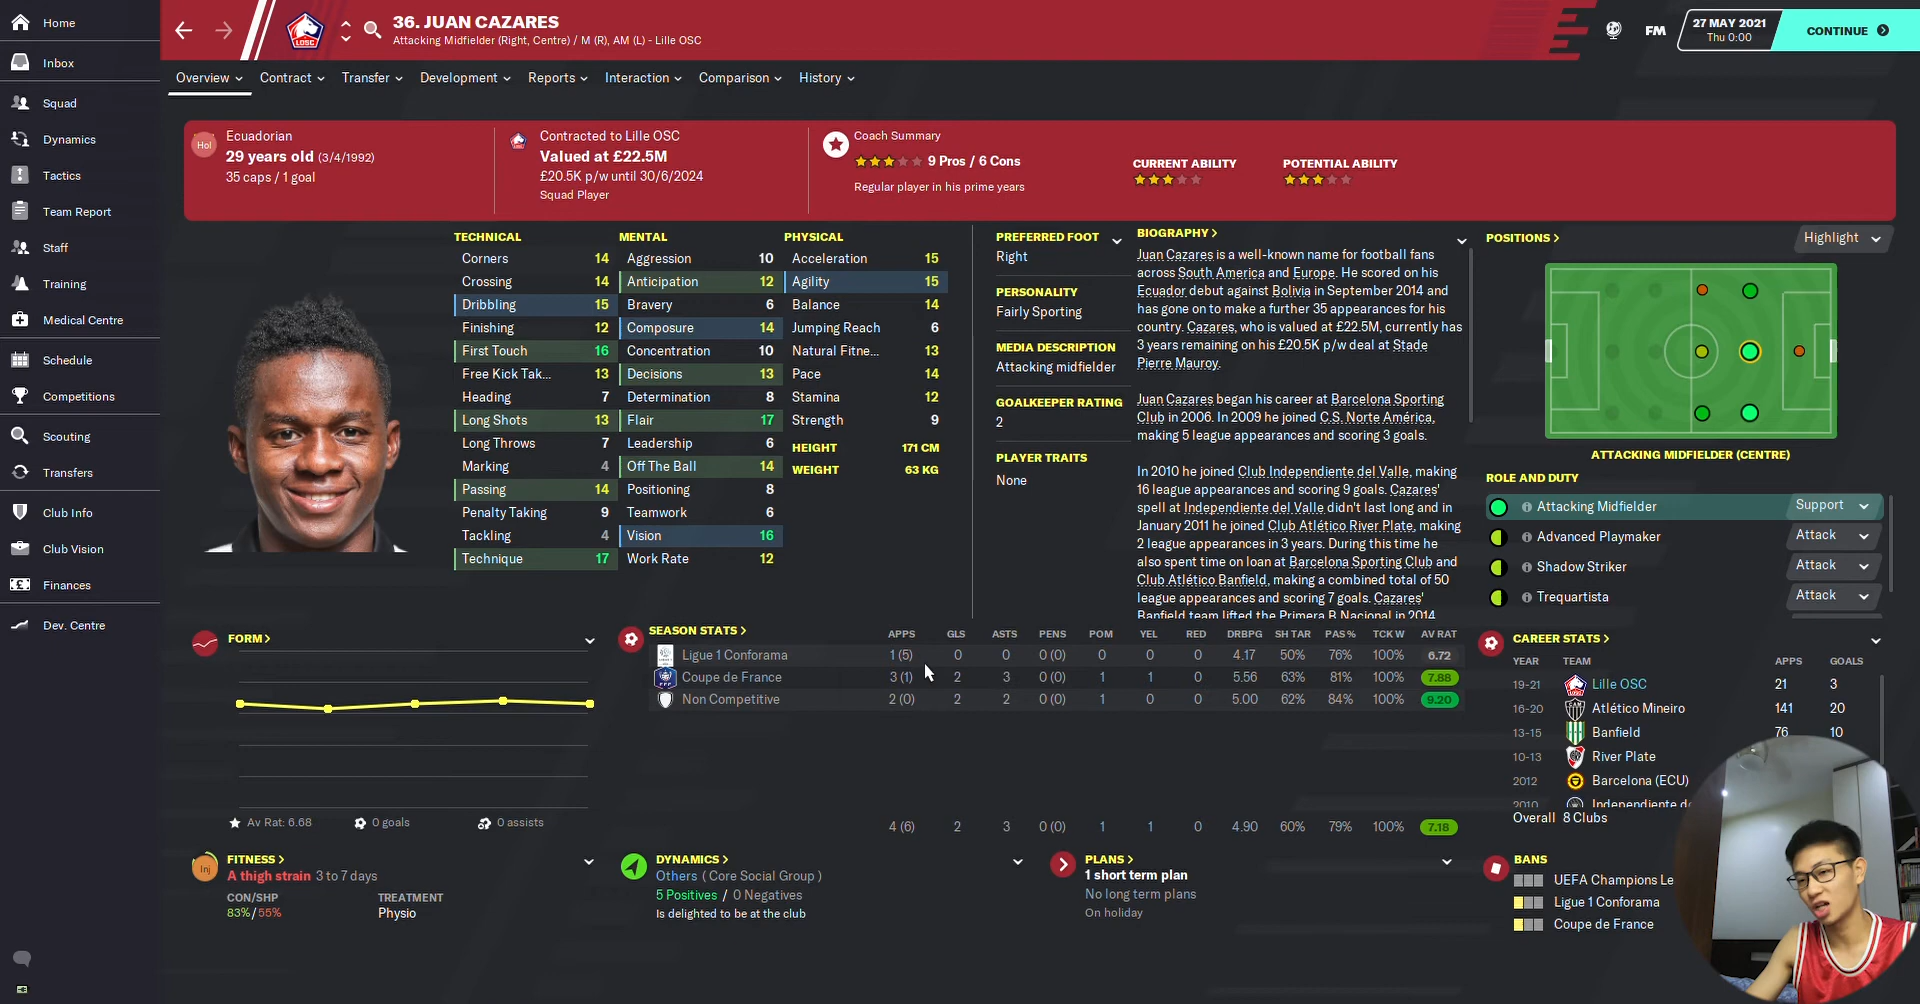 Home
Inbox
Squad
Dynamics
Tactics
Team Report
Staff
Training
Medical Centre
Schedule
Competitions
Scouting
Transfers
Club Info
Club Vision
Finances
Dev. Centre
LOSC
36. JUAN CAZARES
Attacking Midfielder (Right, Centre) / M (R), AM (L) - Lille OSC
FM
27 MAY 2021
Thu 0:00
CONTINUE
Overview
Contract
Transfer
Development
Reports
Interaction
Comparison
History
Hol
Ecuadorian
29 years old (3/4/1992)
35 caps / 1 goal
Contracted to Lille OSC
Valued at £22.5M
£20.5K p/w until 30/6/2024
Squad Player
Coach Summary
9 Pros / 6 Cons
Regular player in his prime years
CURRENT ABILITY
POTENTIAL ABILITY
TECHNICAL
Corners 14
Crossing 14
Dribbling 15
Finishing 12
First Touch 16
Free Kick Tak... 13
Heading 7
Long Shots 13
Long Throws 7
Marking 4
Passing 14
Penalty Taking 9
Tackling 4
Technique 17
MENTAL
Aggression 10
Anticipation 12
Bravery 6
Composure 14
Concentration 10
Decisions 13
Determination 8
Flair 17
Leadership 6
Off The Ball 14
Positioning 8
Teamwork 6
Vision 16
Work Rate 12
PHYSICAL
Acceleration 15
Agility 15
Balance 14
Jumping Reach 6
Natural Fitne... 13
Pace 14
Stamina 12
Strength 9
HEIGHT 171 CM
WEIGHT 63 KG
PREFERRED FOOT
Right
PERSONALITY
Fairly Sporting
MEDIA DESCRIPTION
Attacking midfielder
GOALKEEPER RATING
2
PLAYER TRAITS
None
BIOGRAPHY >
Juan Cazares is a well-known name for football fans
across South America and Europe. He scored on his
Ecuador debut against Bolivia in September 2014 and
has gone on to make a further 35 appearances for his
country. Cazares, who is valued at £22.5M, currently has
3 years remaining on his £20.5K p/w deal at Stade
Pierre Mauroy.
Juan Cazares began his career at Barcelona Sporting
Club in 2006. In 2009 he joined C.S. Norte América,
making 5 league appearances and scoring 3 goals.
In 2010 he joined Club Independiente del Valle, making
16 league appearances and scoring 9 goals. Cazares'
spell at Independiente del Valle didn't last long and in
January 2011 he joined Club Atlético River Plate, making
2 league appearances in 3 years. During this time he
also spent time on loan at Barcelona Sporting Club and
Club Atlético Banfield, making a combined total of 50
league appearances and scoring 7 goals. Cazares'
Banfield team lifted the Primera B Nacional in 2014
POSITIONS >
Highlight
ATTACKING MIDFIELDER (CENTRE)
ROLE AND DUTY
Attacking Midfielder Support
Advanced Playmaker Attack
Shadow Striker Attack
Trequartista Attack
FORM >
Av Rat: 6.68 0 goals 0 assists
SEASON STATS > APPS GLS ASTS PENS POM YEL RED DRBPG SH TAR PAS % TCK W AV RAT
Ligue 1 Conforama 1 (5) 0 0 0 (0) 0 0 0 4.17 50% 76% 100% 6.72
Coupe de France 3 (1) 2 3 0 (0) 1 1 0 5.56 63% 81% 100% 7.88
Non Competitive 2 (0) 2 2 0 (0) 1 0 0 5.00 62% 84% 100% 9.20
4 (6) 2 3 0 (0) 1 1 0 4.90 60% 79% 100% 7.18
CAREER STATS >
YEAR TEAM APPS GOALS
19-21 Lille OSC 21 3
16-20 Atlético Mineiro 141 20
13-15 Banfield 76 10
10-13 River Plate
2012 Barcelona (ECU)
2010 Independiente de
Overall 8 Clubs
Inj
FITNESS >
A thigh strain 3 to 7 days
CON/SHP TREATMENT
83% / 55% Physio
DYNAMICS >
Others ( Core Social Group )
5 Positives / 0 Negatives
Is delighted to be at the club
PLANS >
1 short term plan
No long term plans
On holiday
BANS
UEFA Champions Le
Ligue 1 Conforama
Coupe de France